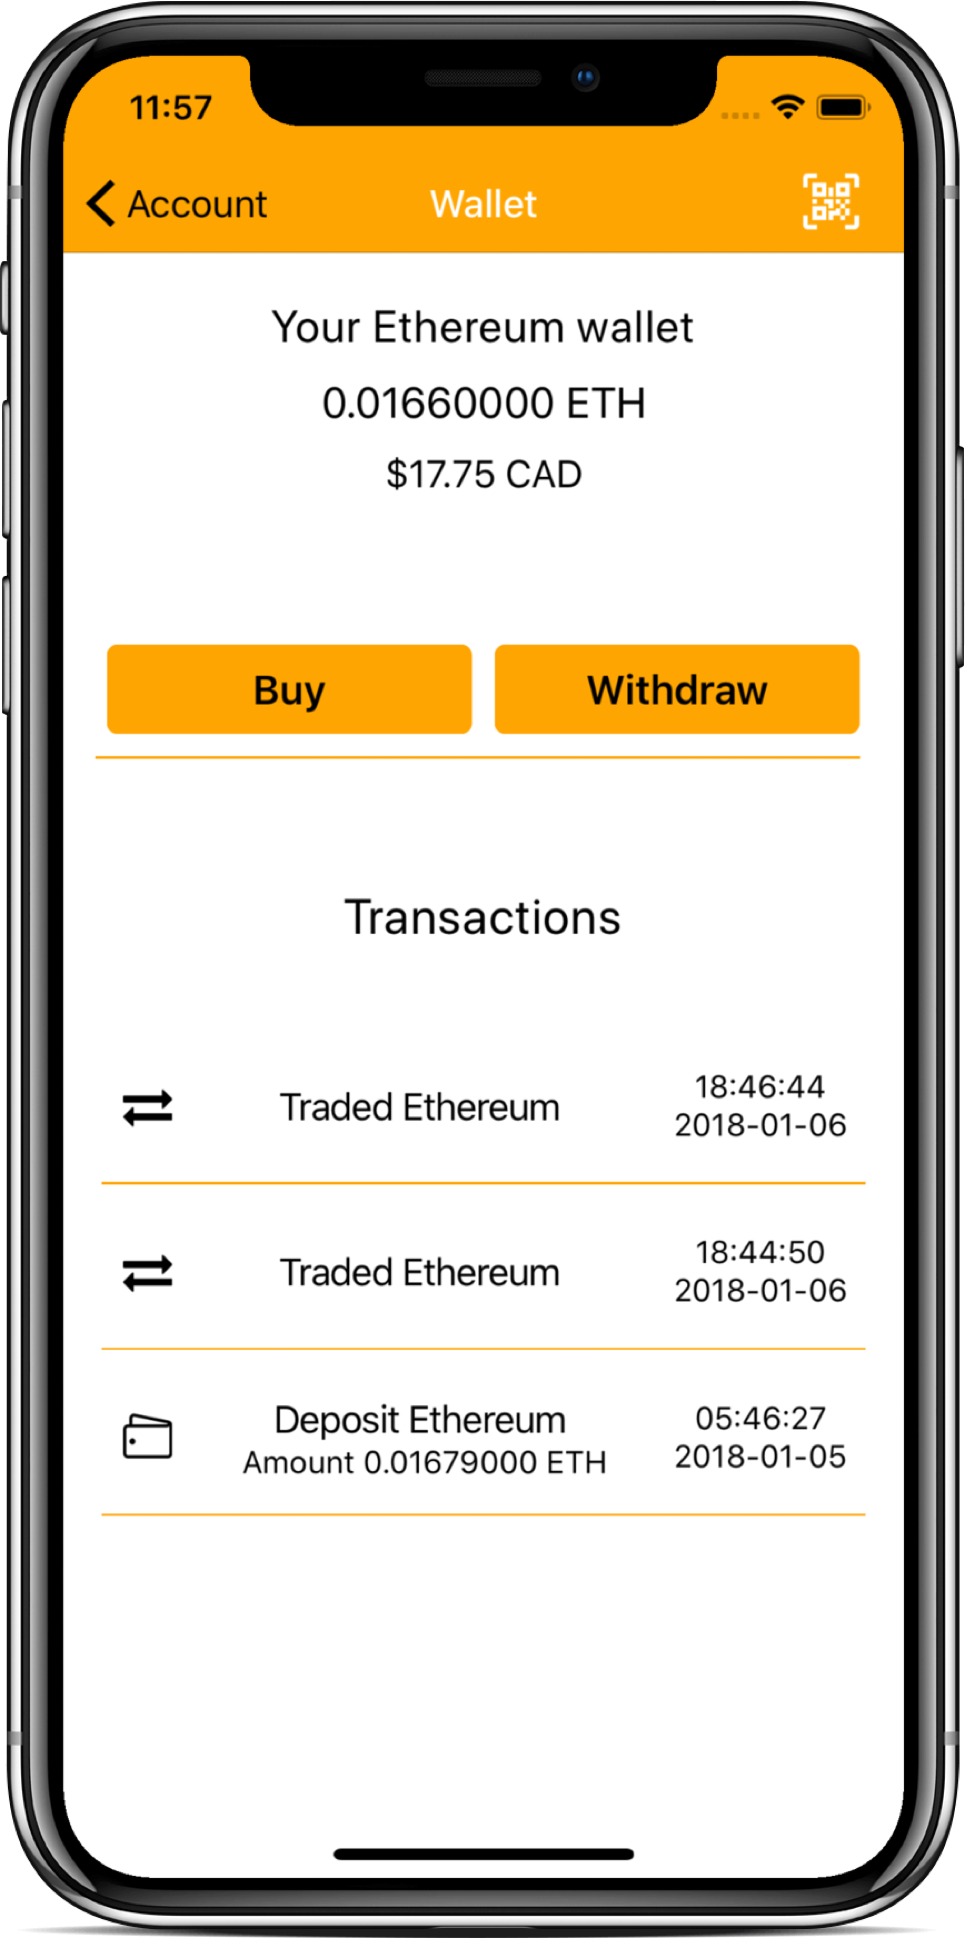 11:57
Account Wallet
Your Ethereum wallet
0.01660000 ETH
$17.75 CAD
Buy Withdraw
Transactions
Traded Ethereum 18:46:44
2018-01-06
Traded Ethereum 18:44:50
2018-01-06
Deposit Ethereum 05:46:27
Amount 0.01679000 ETH 2018-01-05